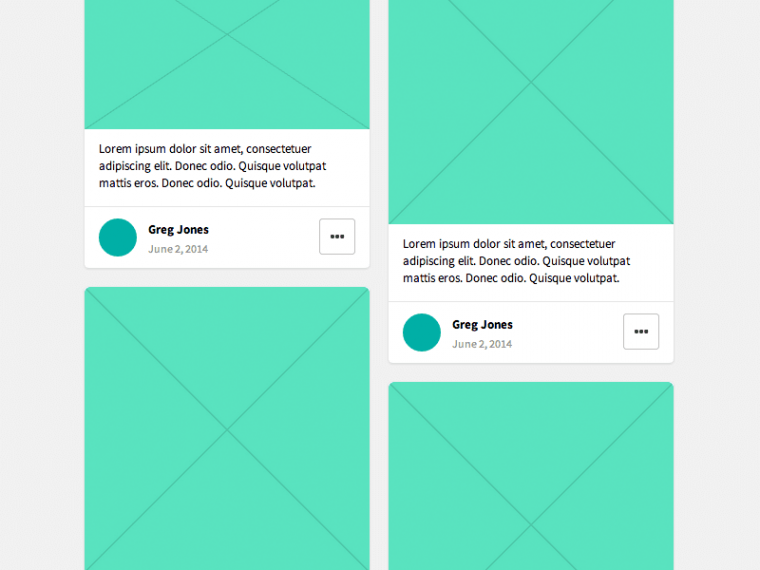 Lorem ipsum dolor sit amet, consectetuer
adipiscing elit. Donec odio. Quisque volutpat
mattis eros. Donec odio. Quisque volutpat.
Greg Jones
June 2, 2014
•••
Lorem ipsum dolor sit amet, consectetuer
adipiscing elit. Donec odio. Quisque volutpat
mattis eros. Donec odio. Quisque volutpat.
Greg Jones
June 2, 2014
•••